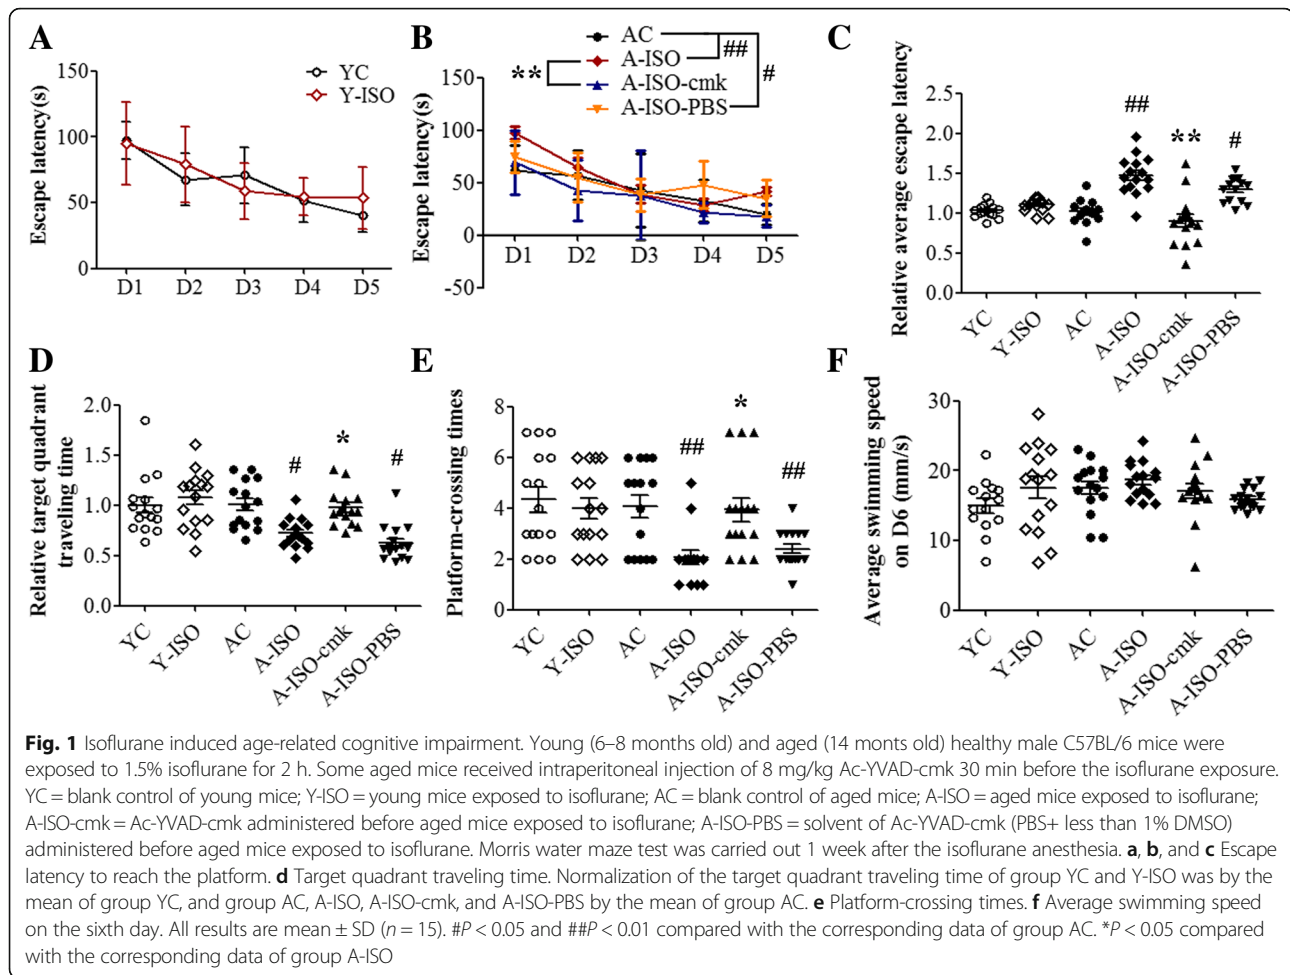 A
YC
Y-ISO
Escape latency(s)
150
100
50
0
D1 D2 D3 D4 D5
B
AC
A-ISO
A-ISO-cmk
A-ISO-PBS
**
##
#
Escape latency(s)
150
100
50
0
-50
D1 D2 D3 D4 D5
C
Relative average escape latency
2.5
2.0
1.5
1.0
0.5
0.0
##
**
#
YC
Y-ISO
AC
A-ISO
A-ISO-cmk
A-ISO-PBS
D
Relative target quadrant
traveling time
2.0
1.5
1.0
0.5
0.0
#
*
#
YC
Y-ISO
AC
A-ISO
A-ISO-cmk
A-ISO-PBS
E
Platform-crossing times
8
6
4
2
0
##
*
##
YC
Y-ISO
AC
A-ISO
A-ISO-cmk
A-ISO-PBS
F
Average swimming speed
on D6 (mm/s)
30
20
10
0
YC
Y-ISO
AC
A-ISO
A-ISO-cmk
A-ISO-PBS
Fig. 1 Isoflurane induced age-related cognitive impairment. Young (6–8 months old) and aged (14 monts old) healthy male C57BL/6 mice were
exposed to 1.5% isoflurane for 2 h. Some aged mice received intraperitoneal injection of 8 mg/kg Ac-YVAD-cmk 30 min before the isoflurane exposure.
YC = blank control of young mice; Y-ISO = young mice exposed to isoflurane; AC = blank control of aged mice; A-ISO = aged mice exposed to isoflurane;
A-ISO-cmk = Ac-YVAD-cmk administered before aged mice exposed to isoflurane; A-ISO-PBS = solvent of Ac-YVAD-cmk (PBS+ less than 1% DMSO)
administered before aged mice exposed to isoflurane. Morris water maze test was carried out 1 week after the isoflurane anesthesia. a, b, and c Escape
latency to reach the platform. d Target quadrant traveling time. Normalization of the target quadrant traveling time of group YC and Y-ISO was by the
mean of group YC, and group AC, A-ISO, A-ISO-cmk, and A-ISO-PBS by the mean of group AC. e Platform-crossing times. f Average swimming speed
on the sixth day. All results are mean ± SD (n = 15). #P < 0.05 and ##P < 0.01 compared with the corresponding data of group AC. *P < 0.05 compared
with the corresponding data of group A-ISO